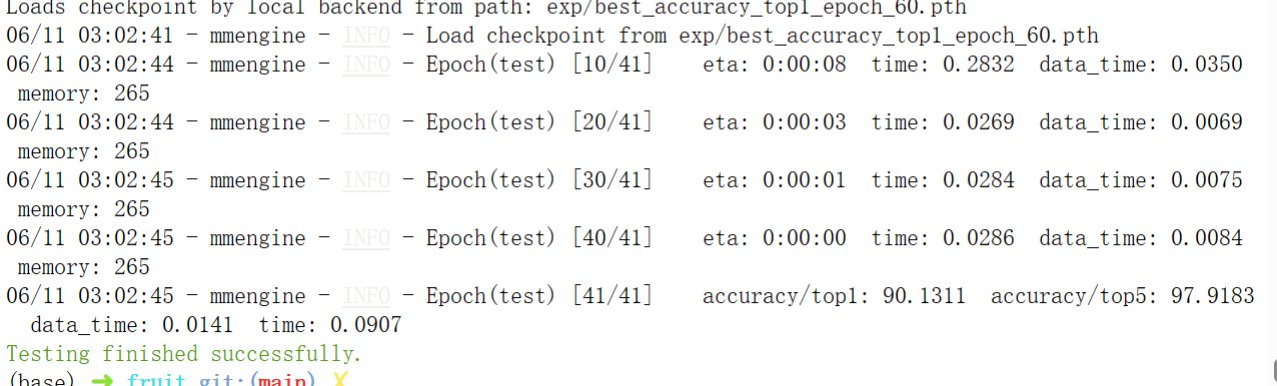 Loads checkpoint by local backend from path: exp/best_accuracy_top1_epoch_60.pth
06/11 03:02:41 - mmengine - INFO - Load checkpoint from exp/best_accuracy_top1_epoch_60.pth
06/11 03:02:44 - mmengine - INFO - Epoch(test) [10/41]    eta: 0:00:08  time: 0.2832  data_time: 0.0350
 memory: 265
06/11 03:02:44 - mmengine - INFO - Epoch(test) [20/41]    eta: 0:00:03  time: 0.0269  data_time: 0.0069
 memory: 265
06/11 03:02:45 - mmengine - INFO - Epoch(test) [30/41]    eta: 0:00:01  time: 0.0284  data_time: 0.0075
 memory: 265
06/11 03:02:45 - mmengine - INFO - Epoch(test) [40/41]    eta: 0:00:00  time: 0.0286  data_time: 0.0084
 memory: 265
06/11 03:02:45 - mmengine - INFO - Epoch(test) [41/41]    accuracy/top1: 90.1311  accuracy/top5: 97.9183
  data_time: 0.0141  time: 0.0907
Testing finished successfully.
(base) ➜ fruit git:(main) ✗